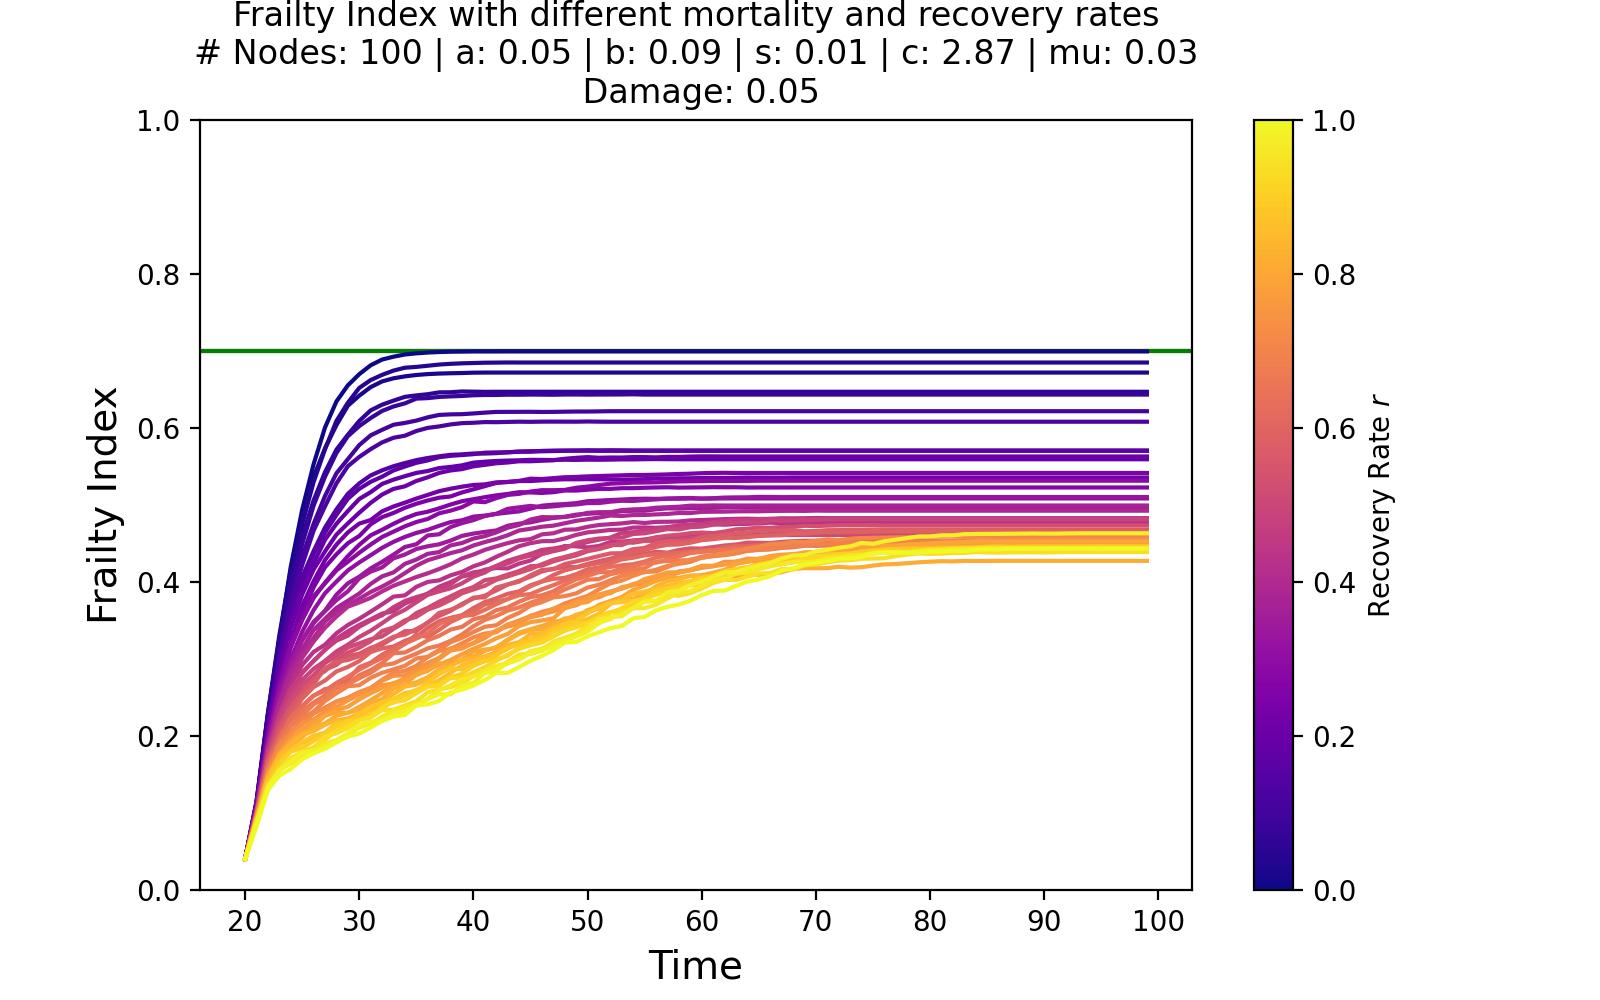 Frailty Index with different mortality and recovery rates
# Nodes: 100 | a: 0.05 | b: 0.09 | s: 0.01 | c: 2.87 | mu: 0.03
Damage: 0.05
1.0
0.8
0.6
0.4
0.2
0.0
Frailty Index
20 30 40 50 60 70 80 90 100
Time
1.0
0.8
0.6
0.4
0.2
0.0
Recovery Rate r